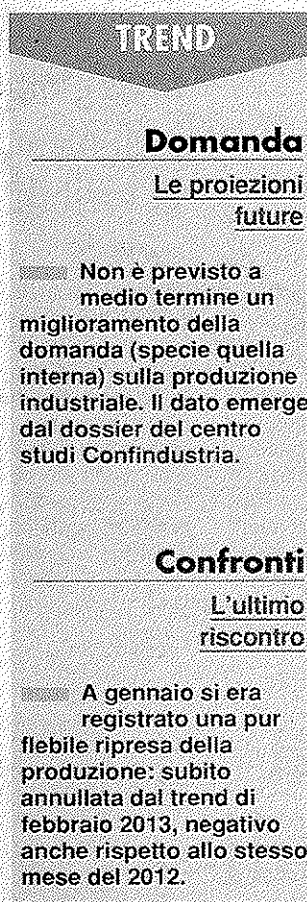 TREND
Domanda
Le proiezioni
future
Non è previsto a
medio termine un
miglioramento della
domanda (specie quella
interna) sulla produzione
industriale. Il dato emerge
dal dossier del centro
studi Confindustria.
Confronti
L'ultimo
riscontro
A gennaio si era
registrato una pur
flebile ripresa della
produzione: subito
annullata dal trend di
febbraio 2013, negativo
anche rispetto allo stesso
mese del 2012.